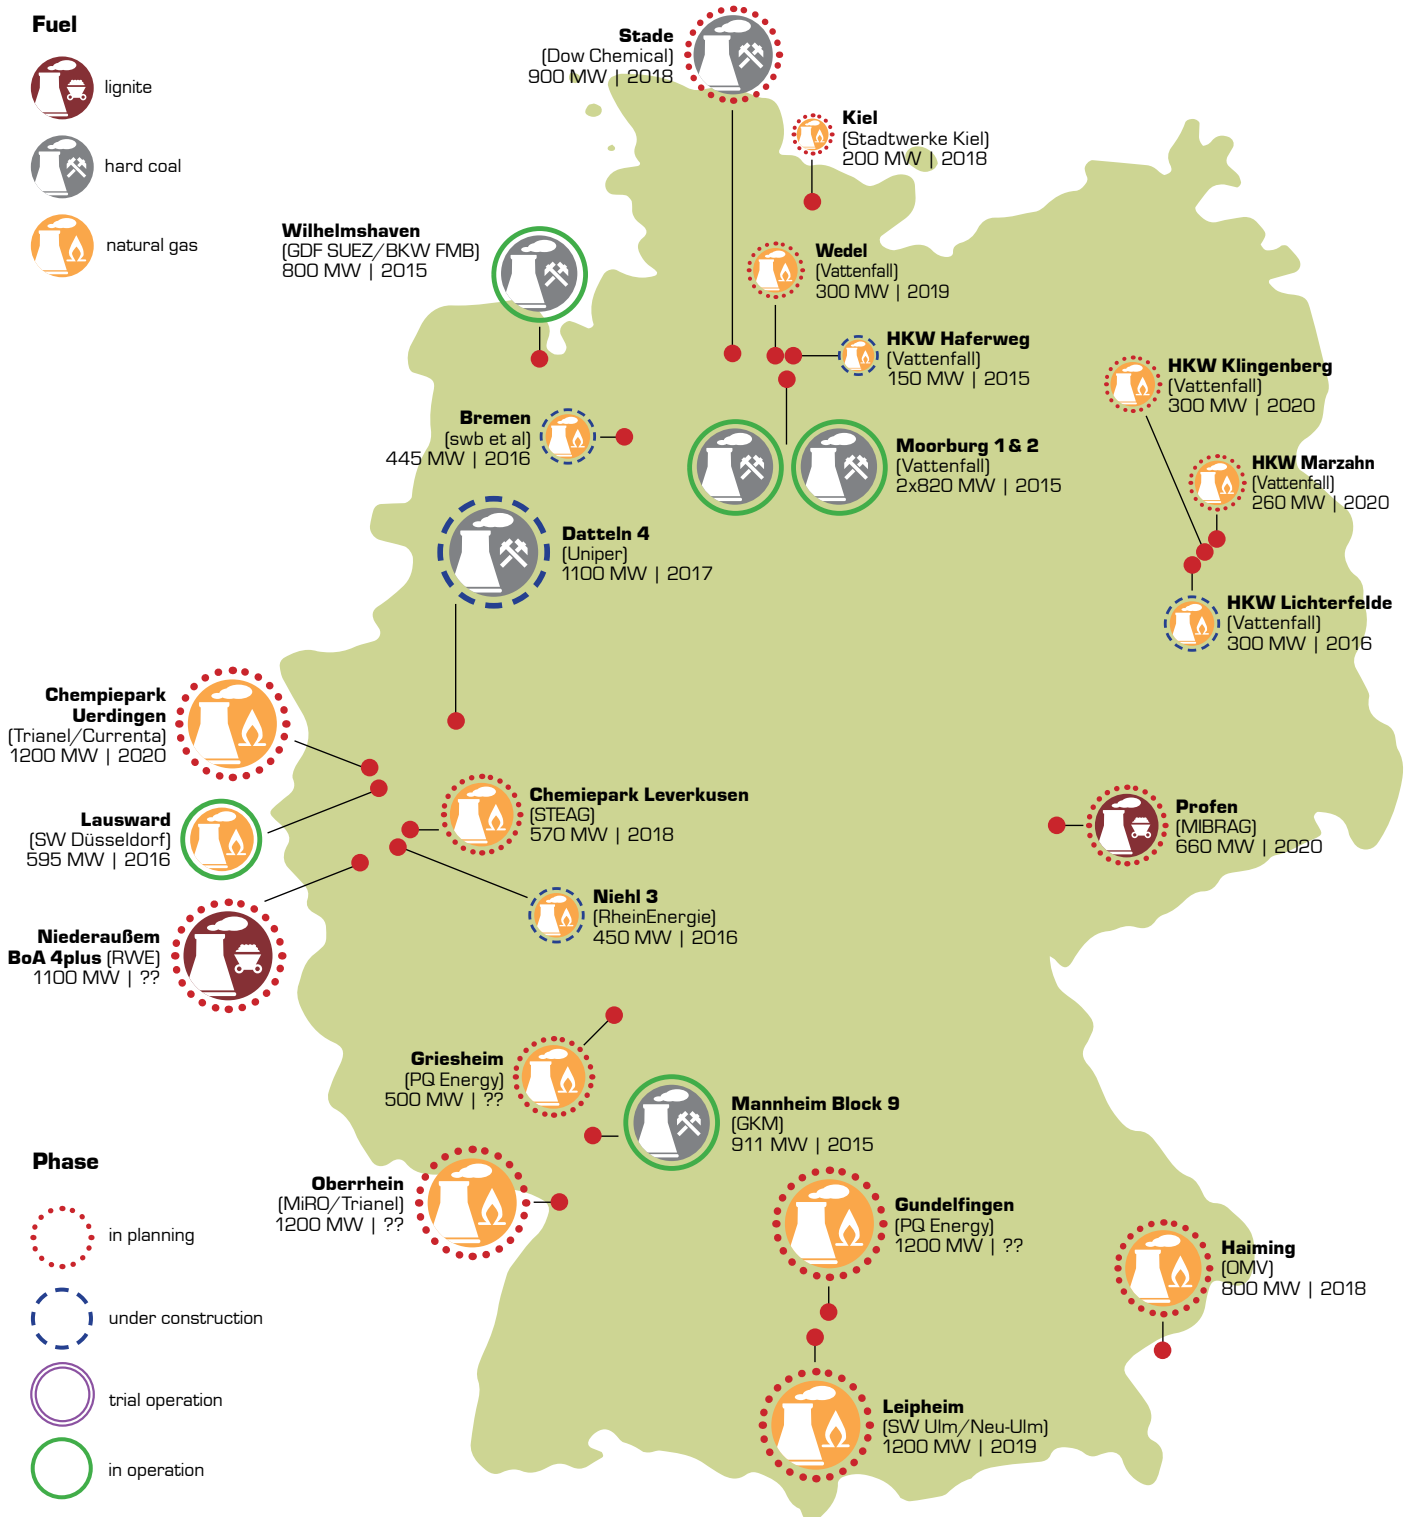 Fuel
lignite
hard coal
natural gas
Stade
(Dow Chemical)
900 MW | 2018
Kiel
(Stadtwerke Kiel)
200 MW | 2018
Wilhelmshaven
(GDF SUEZ/BKW FMB)
800 MW | 2015
Wedel
(Vattenfall)
300 MW | 2019
HKW Haferweg
(Vattenfall)
150 MW | 2015
HKW Klingenberg
(Vattenfall)
300 MW | 2020
Bremen
(swb et al)
445 MW | 2016
Moorburg 1 & 2
(Vattenfall)
2x820 MW | 2015
HKW Marzahn
(Vattenfall)
260 MW | 2020
Datteln 4
(Uniper)
1100 MW | 2017
HKW Lichterfelde
(Vattenfall)
300 MW | 2016
Chempiepark
Uerdingen
(Trianel/Currenta)
1200 MW | 2020
Lausward
(SW Düsseldorf)
595 MW | 2016
Chemiepark Leverkusen
(STEAG)
570 MW | 2018
Profen
(MIBRAG)
660 MW | 2020
Niehl 3
(RheinEnergie)
450 MW | 2016
Niederaußem
BoA 4plus (RWE)
1100 MW | ??
Griesheim
(PQ Energy)
500 MW | ??
Mannheim Block 9
(GKM)
911 MW | 2015
Oberrhein
(MiRO/Trianel)
1200 MW | ??
Gundelfingen
(PQ Energy)
1200 MW | ??
Haiming
(OMV)
800 MW | 2018
Leipheim
(SW Ulm/Neu-Ulm)
1200 MW | 2019
Phase
in planning
under construction
trial operation
in operation